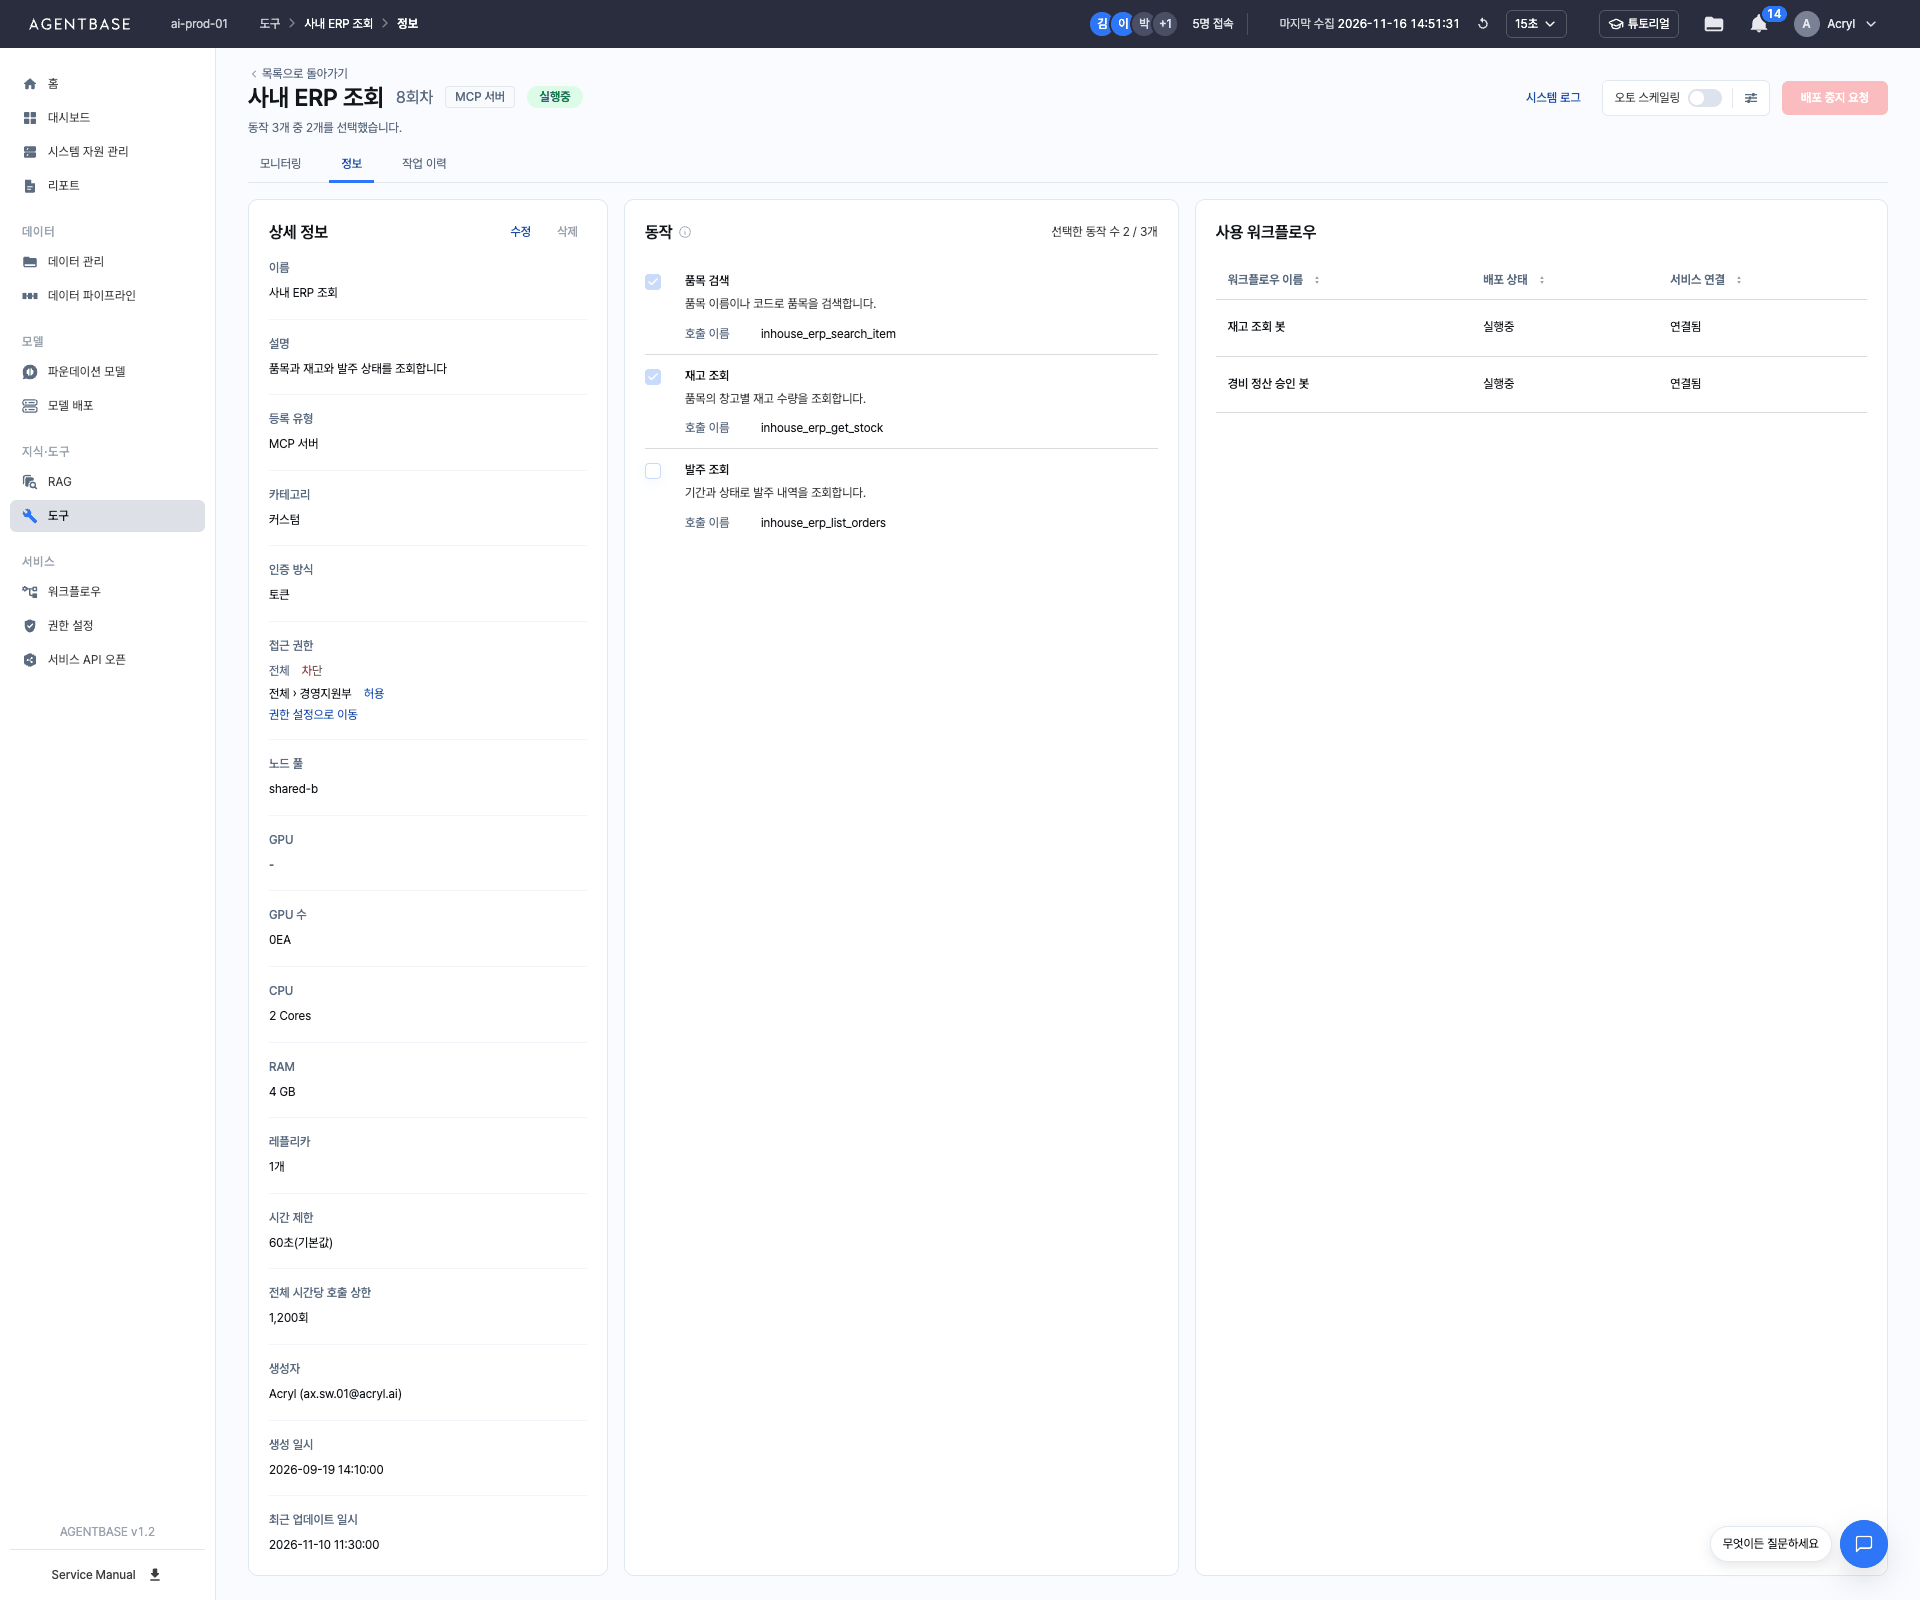 AGENTBASE
ai-prod-01
도구 > 사내 ERP 조회 > 정보
김 이 박 +1 5명 접속
마지막 수집 2026-11-16 14:51:31
15초
튜토리얼
14
A Acryl
홈
대시보드
시스템 자원 관리
리포트
데이터
데이터 관리
데이터 파이프라인
모델
파운데이션 모델
모델 배포
지식·도구
RAG
도구
서비스
워크플로우
권한 설정
서비스 API 오픈
AGENTBASE v1.2
Service Manual
목록으로 돌아가기
사내 ERP 조회 8회차 MCP 서버 실행중
동작 3개 중 2개를 선택했습니다.
시스템 로그
오토 스케일링
배포 중지 요청
모니터링 정보 작업 이력
상세 정보 수정 삭제
이름
사내 ERP 조회
설명
품목과 재고와 발주 상태를 조회합니다
등록 유형
MCP 서버
카테고리
커스텀
인증 방식
토큰
접근 권한
전체 차단
전체 › 경영지원부 허용
권한 설정으로 이동
노드 풀
shared-b
GPU
-
GPU 수
0EA
CPU
2 Cores
RAM
4 GB
레플리카
1개
시간 제한
60초(기본값)
전체 시간당 호출 상한
1,200회
생성자
Acryl (ax.sw.01@acryl.ai)
생성 일시
2026-09-19 14:10:00
최근 업데이트 일시
2026-11-10 11:30:00
동작 선택한 동작 수 2 / 3개
품목 검색
품목 이름이나 코드로 품목을 검색합니다.
호출 이름 inhouse_erp_search_item
재고 조회
품목의 창고별 재고 수량을 조회합니다.
호출 이름 inhouse_erp_get_stock
발주 조회
기간과 상태로 발주 내역을 조회합니다.
호출 이름 inhouse_erp_list_orders
사용 워크플로우
워크플로우 이름 배포 상태 서비스 연결
재고 조회 봇 실행중 연결됨
경비 정산 승인 봇 실행중 연결됨
무엇이든 질문하세요